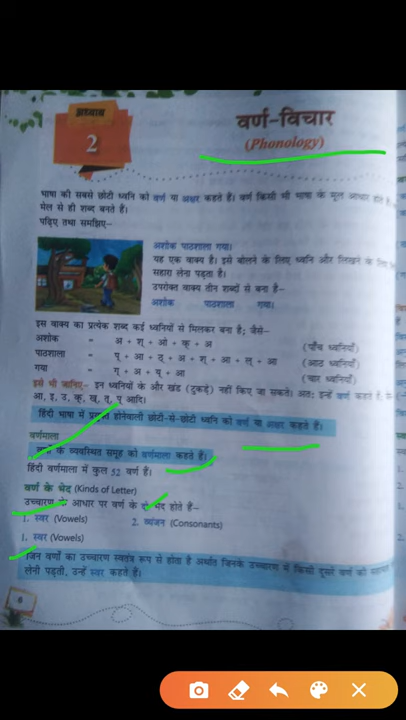 अध्याय
2
वर्ण-विचार
(Phonology)
भाषा की सबसे छोटी ध्वनि को वर्ण या अक्षर कहते हैं। वर्ण किसी भी भाषा के मूल आधार होते
मेल से ही शब्द बनते हैं।
पढ़िए तथा समझिए-
अशोक पाठशाला गया।
यह एक वाक्य है। इसे बोलने के लिए ध्वनि और लिखने के
सहारा लेना पड़ता है।
उपरोक्त वाक्य तीन शब्दों से बना है-
अशोक पाठशाला गया।
इस वाक्य का प्रत्येक शब्द कई ध्वनियों से मिलकर बना है; जैसे-
अशोक = अ + श् + ओ + क् + अ (पाँच ध्वनियाँ)
पाठशाला = प् + आ + ठ् + अ + श् + आ + ल् + आ (आठ ध्वनियाँ)
गया = ग् + अ + य् + आ (चार ध्वनियाँ)
इसे भी जानिए- इन ध्वनियों के और खंड (टुकड़े) नहीं किए जा सकते। अतः इन्हें वर्ण कहते हैं;
आ, इ, उ, क्, ख्, त्, प् आदि।
हिंदी भाषा में प्रयुक्त होनेवाली छोटी-से-छोटी ध्वनि को वर्ण या अक्षर कहते हैं।
वर्णमाला
के व्यवस्थित समूह को वर्णमाला कहते हैं।
हिंदी वर्णमाला में कुल 52 वर्ण हैं।
वर्ण के भेद (Kinds of Letter)
उच्चारण के आधार पर वर्ण के दो भेद होते हैं-
1. स्वर (Vowels) 2. व्यंजन (Consonants)
1. स्वर (Vowels)
जिन वर्णों का उच्चारण स्वतंत्र रूप से होता है अर्थात जिनके उच्चारण में किसी दूसरे वर्ण की
लेनी पड़ती, उन्हें स्वर कहते हैं।